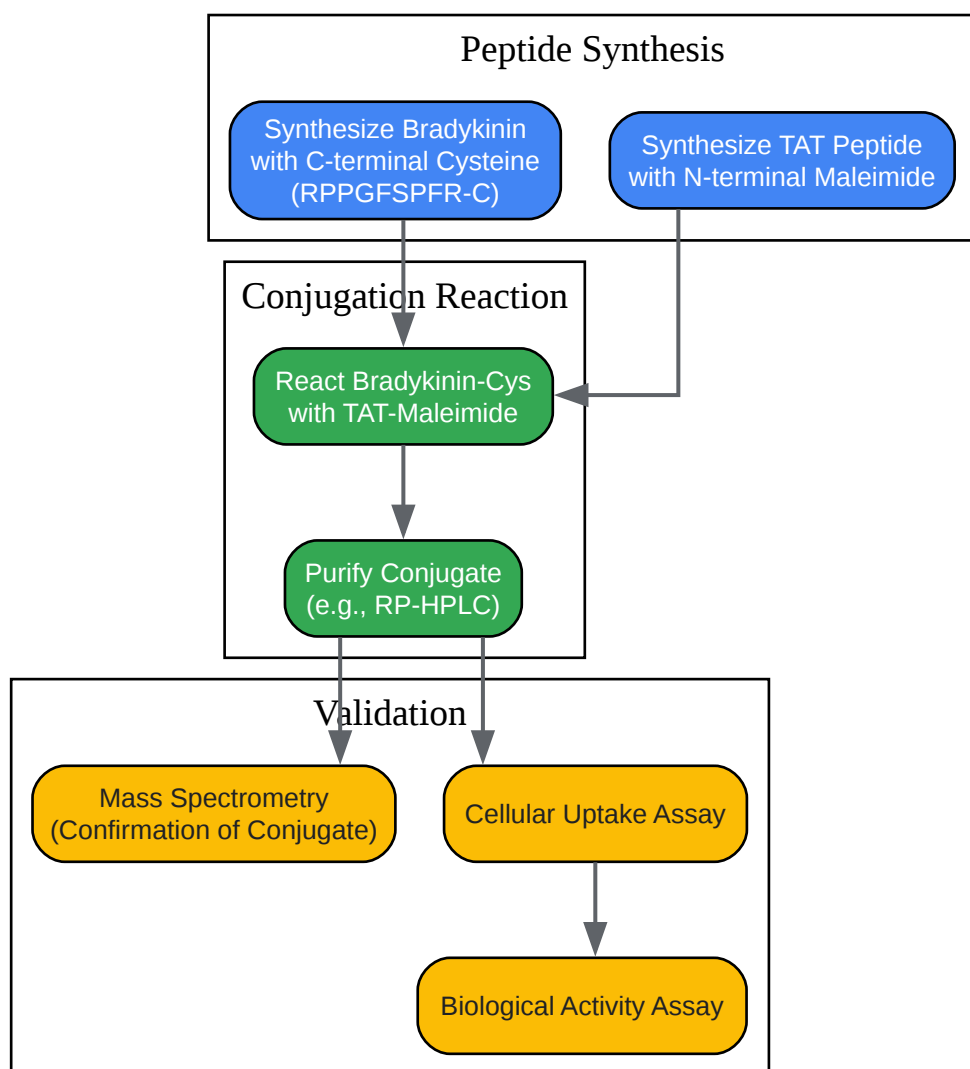 Peptide Synthesis
Synthesize Bradykinin
with C-terminal Cysteine
(RPPGFSPFR-C)
Synthesize TAT Peptide
with N-terminal Maleimide
Conjugation Reaction
React Bradykinin-Cys
with TAT-Maleimide
Purify Conjugate
(e.g., RP-HPLC)
Validation
Mass Spectrometry
(Confirmation of Conjugate)
Cellular Uptake Assay
Biological Activity Assay